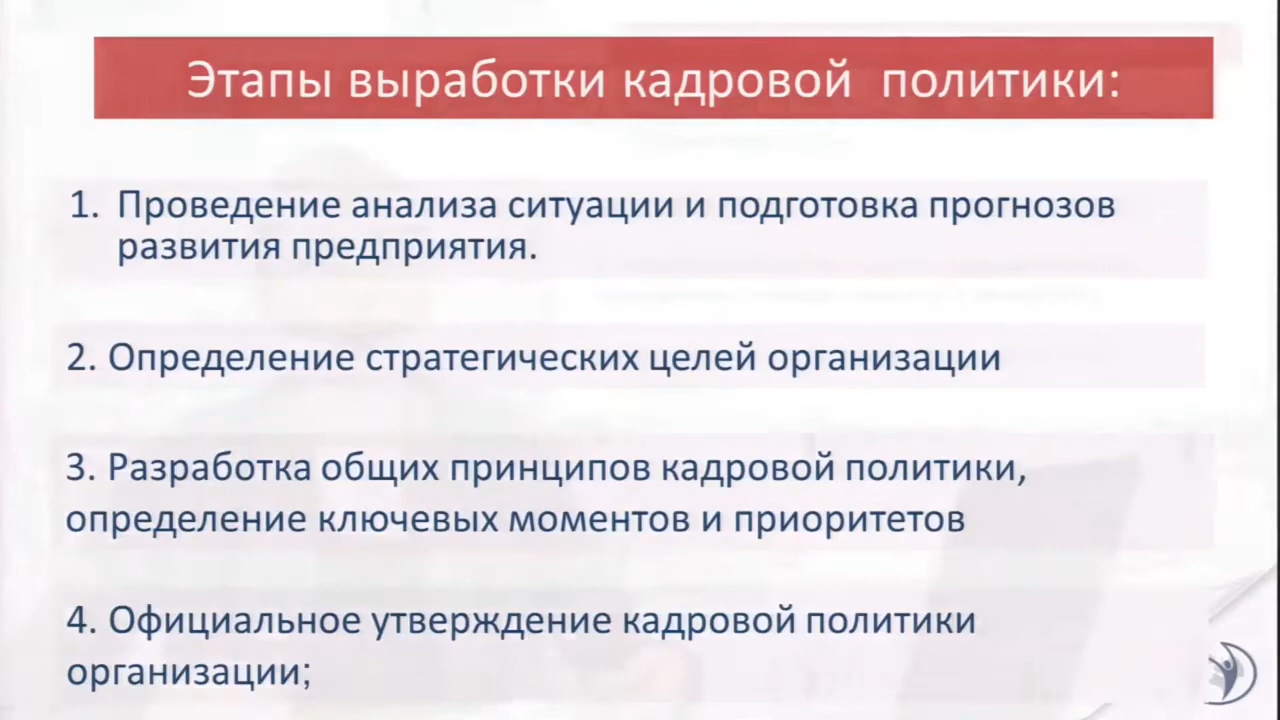 Этапы выработки кадровой политики:
1. Проведение анализа ситуации и подготовка прогнозов
развития предприятия.
2. Определение стратегических целей организации
3. Разработка общих принципов кадровой политики,
определение ключевых моментов и приоритетов
4. Официальное утверждение кадровой политики
организации;